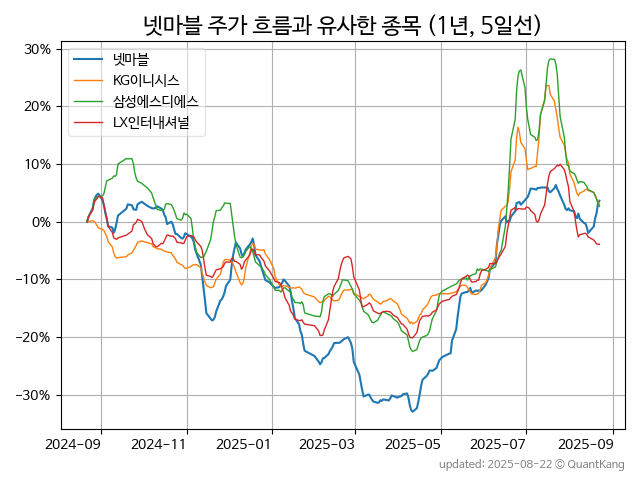 넷마블 주가 흐름과 유사한 종목 (1년, 5일선)
넷마블
KG이니시스
삼성에스디에스
LX인터내셔널
30%
20%
10%
0%
−10%
−20%
−30%
2024-09 2024-11 2025-01 2025-03 2025-05 2025-07 2025-09
updated: 2025-08-22 © QuantKang